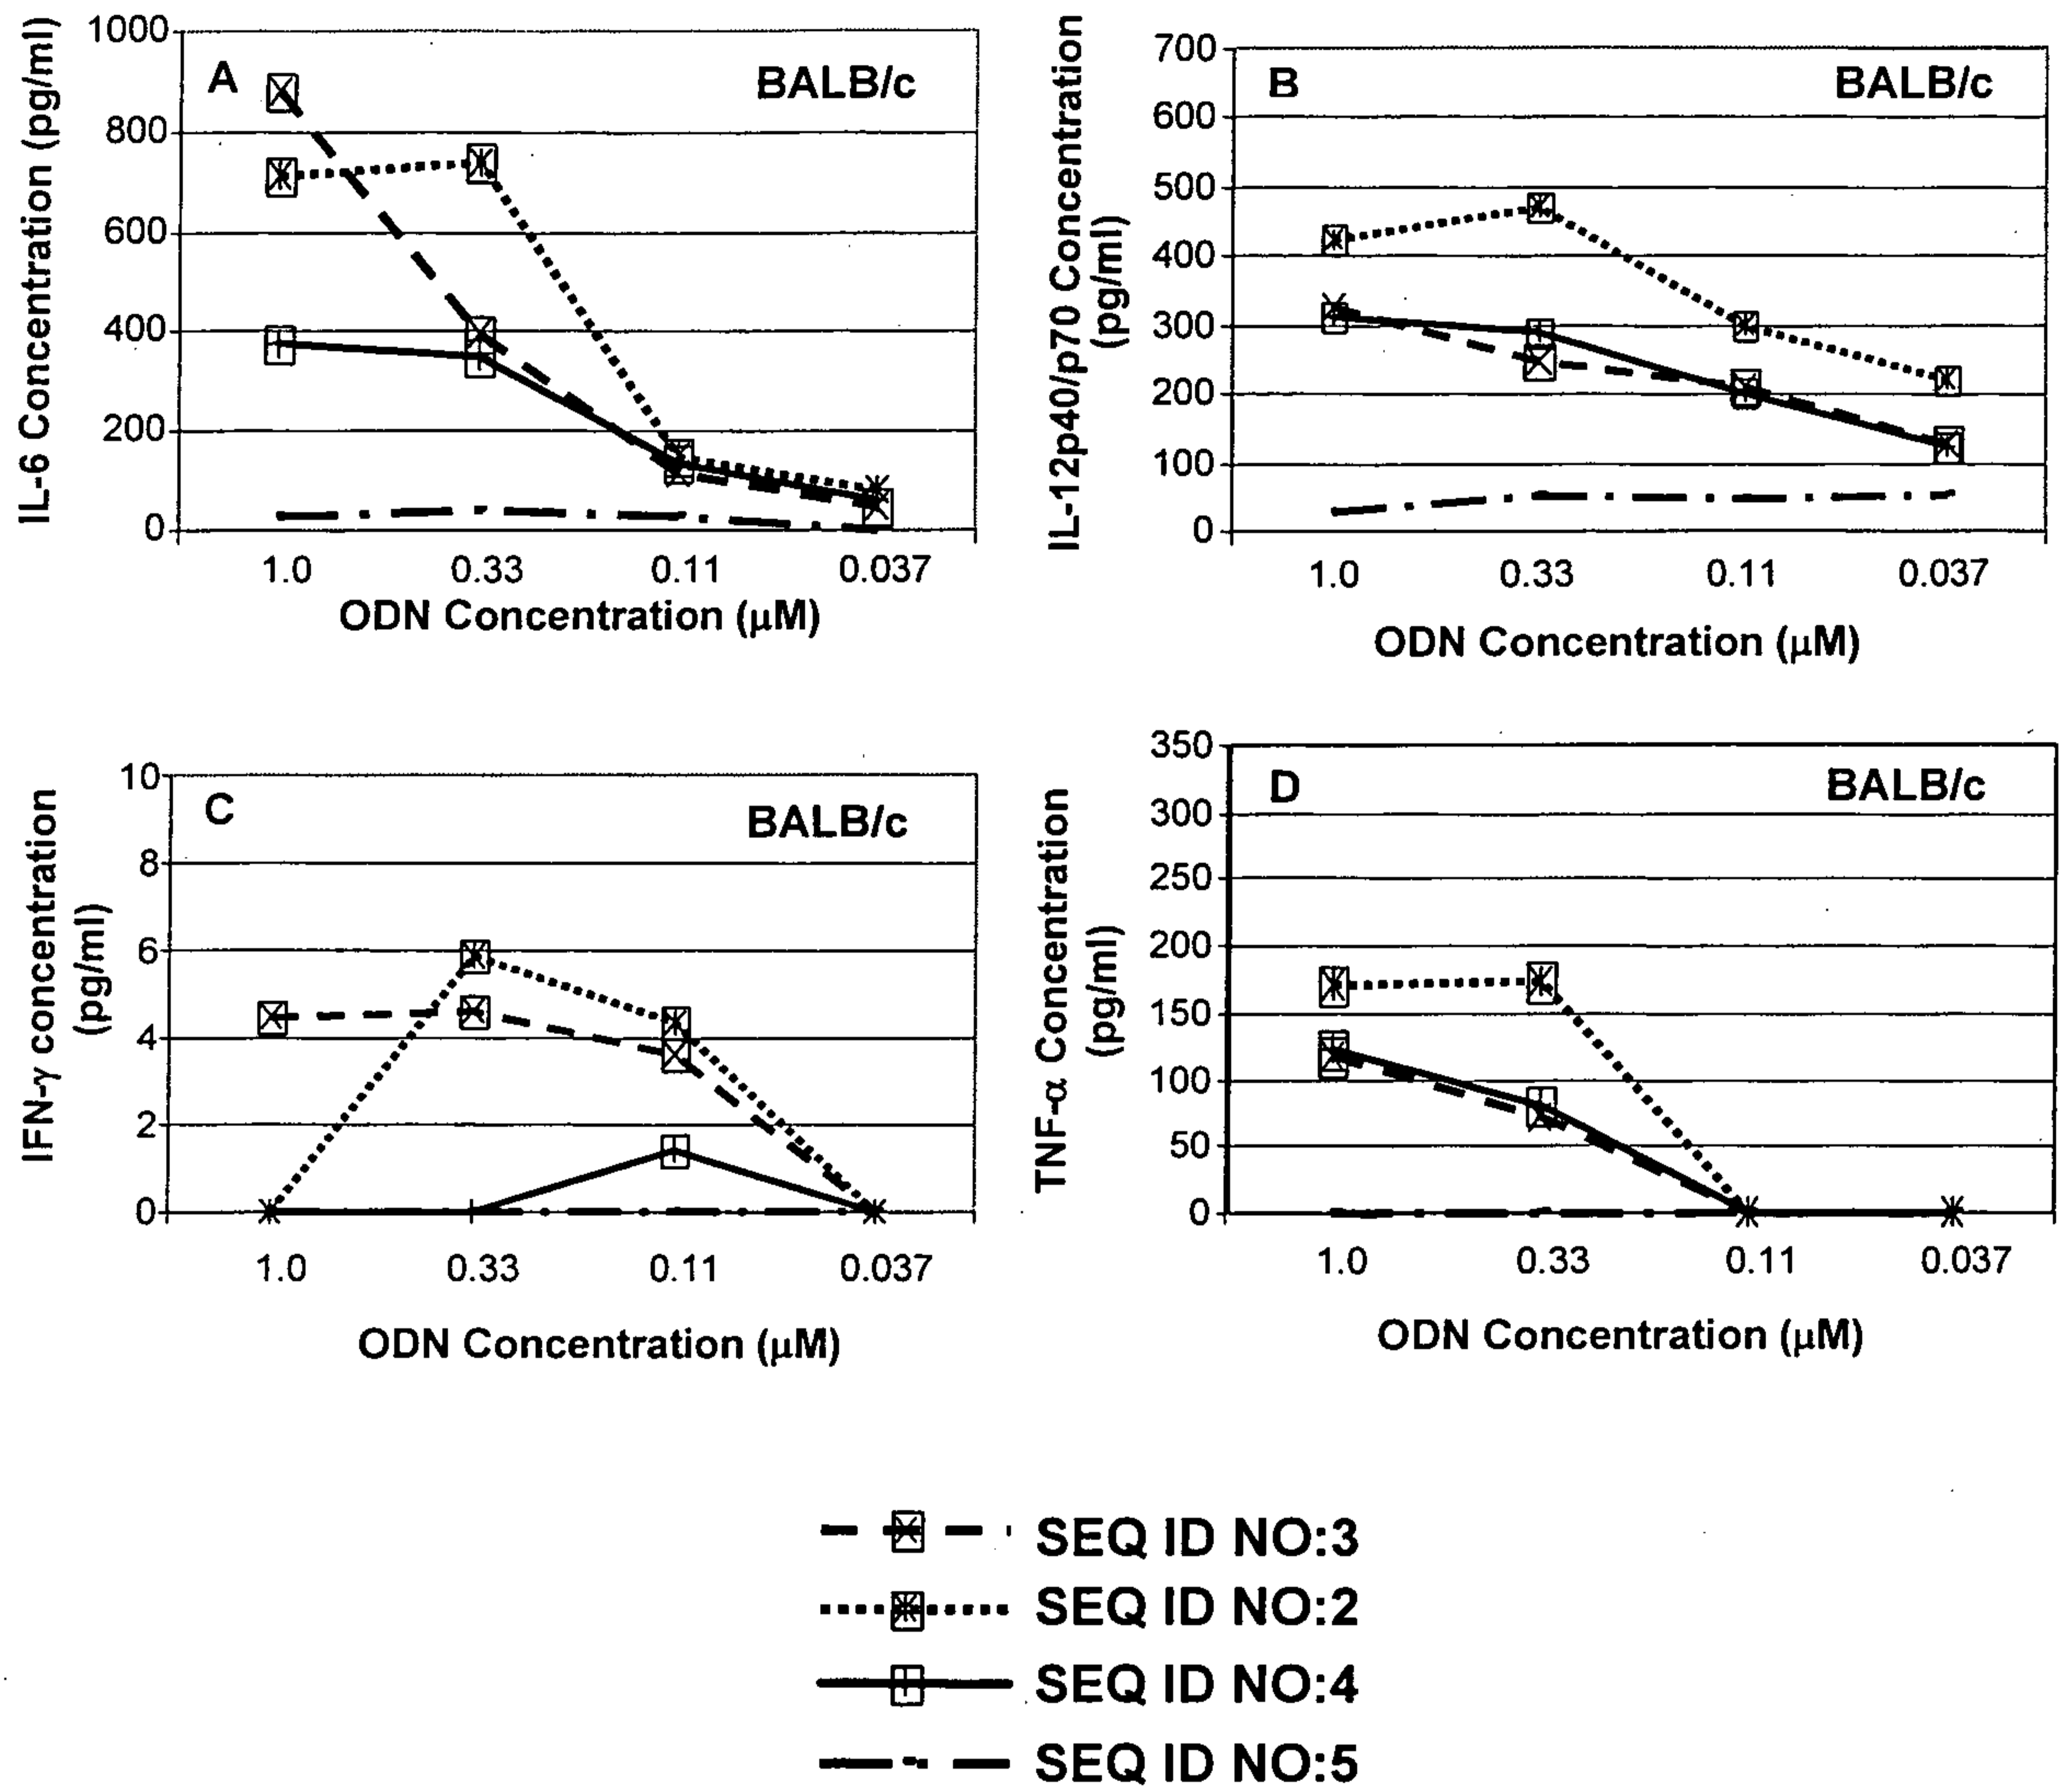 A
BALB/c
IL-6 Concentration (pg/ml)
1000
800
600
400
200
0
1.0 0.33 0.11 0.037
ODN Concentration (μM)
B
BALB/c
IL-12p40/p70 Concentration
(pg/ml)
700
600
500
400
300
200
100
0
1.0 0.33 0.11 0.037
ODN Concentration (μM)
C
BALB/c
IFN-γ concentration
(pg/ml)
10
8
6
4
2
0
1.0 0.33 0.11 0.037
ODN Concentration (μM)
D
BALB/c
TNF-α Concentration
(pg/ml)
350
300
250
200
150
100
50
0
1.0 0.33 0.11 0.037
ODN Concentration (μM)
SEQ ID NO:3
SEQ ID NO:2
SEQ ID NO:4
SEQ ID NO:5